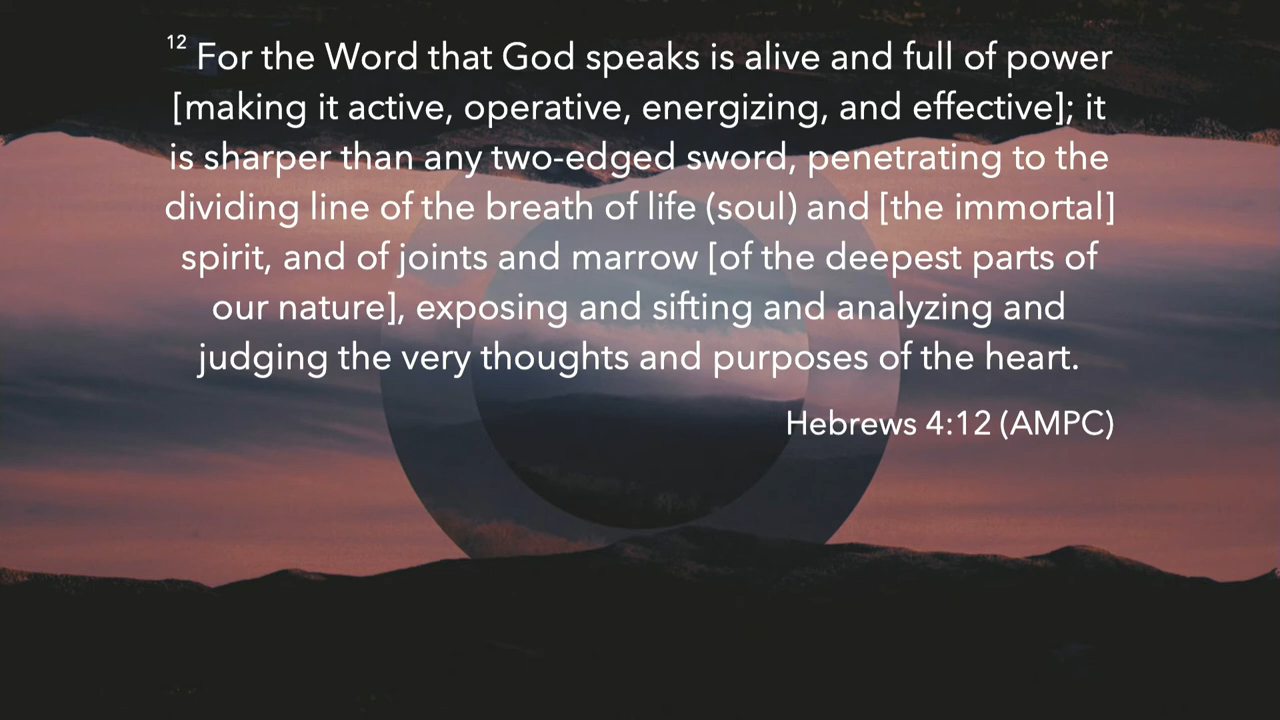 12 For the Word that God speaks is alive and full of power
[making it active, operative, energizing, and effective]; it
is sharper than any two-edged sword, penetrating to the
dividing line of the breath of life (soul) and [the immortal]
spirit, and of joints and marrow [of the deepest parts of
our nature], exposing and sifting and analyzing and
judging the very thoughts and purposes of the heart.
Hebrews 4:12 (AMPC)